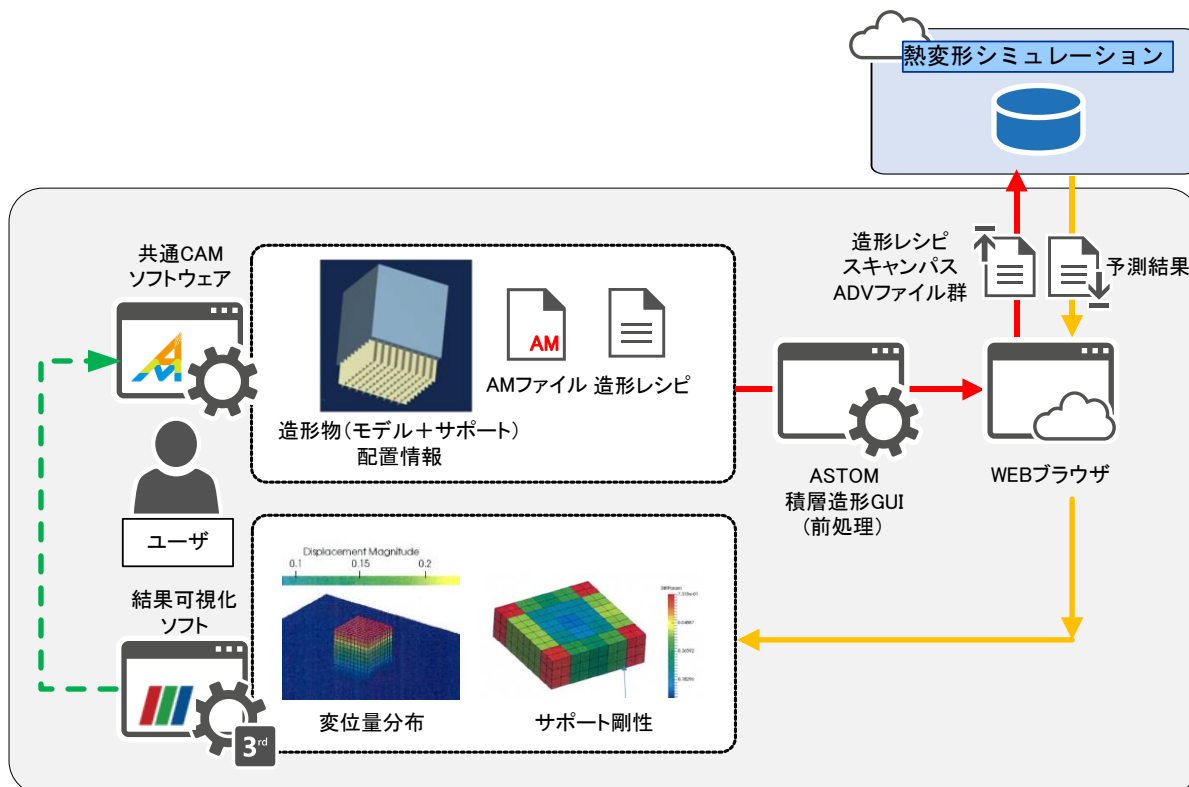 熱変形シミュレーション
共通CAM
ソフトウェア
AM
AMファイル
造形レシピ
造形物(モデル+サポート)
配置情報
造形レシピ
スキャンパス
ADVファイル群
予測結果
ASTOM
積層造形GUI
(前処理)
WEBブラウザ
ユーザ
結果可視化
ソフト
3rd
Displacement Magnitude
0.1 0.15 0.2
変位量分布
サポート剛性